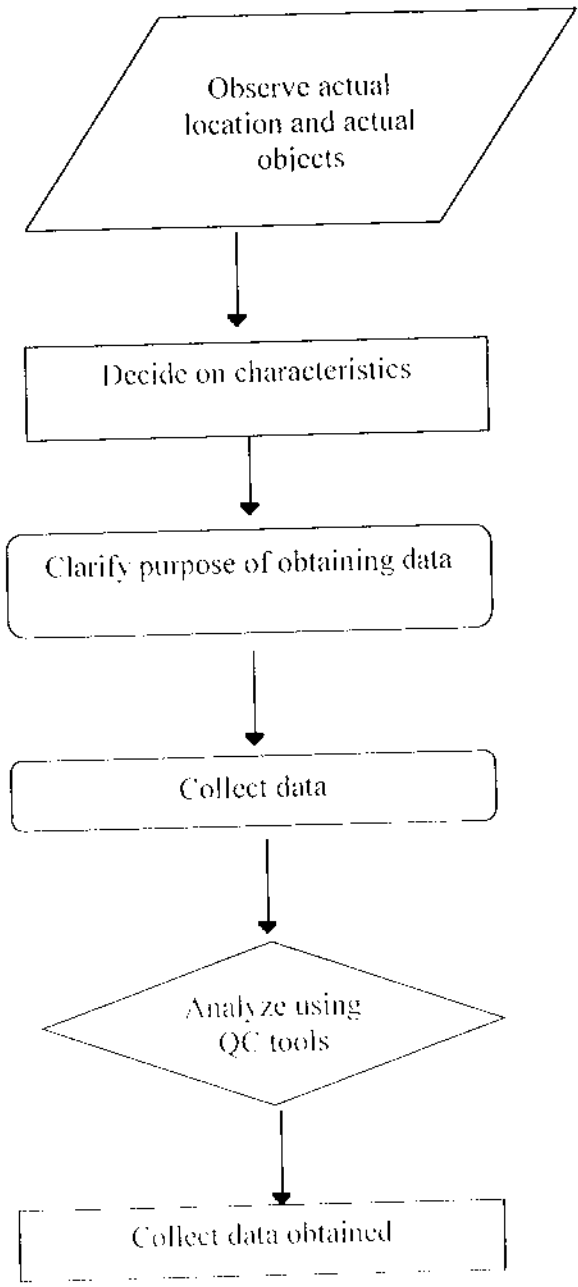 Observe actual
location and actual
objects
Decide on characteristics
Clarify purpose of obtaining data
Collect data
Analyze using
QC tools
Collect data obtained